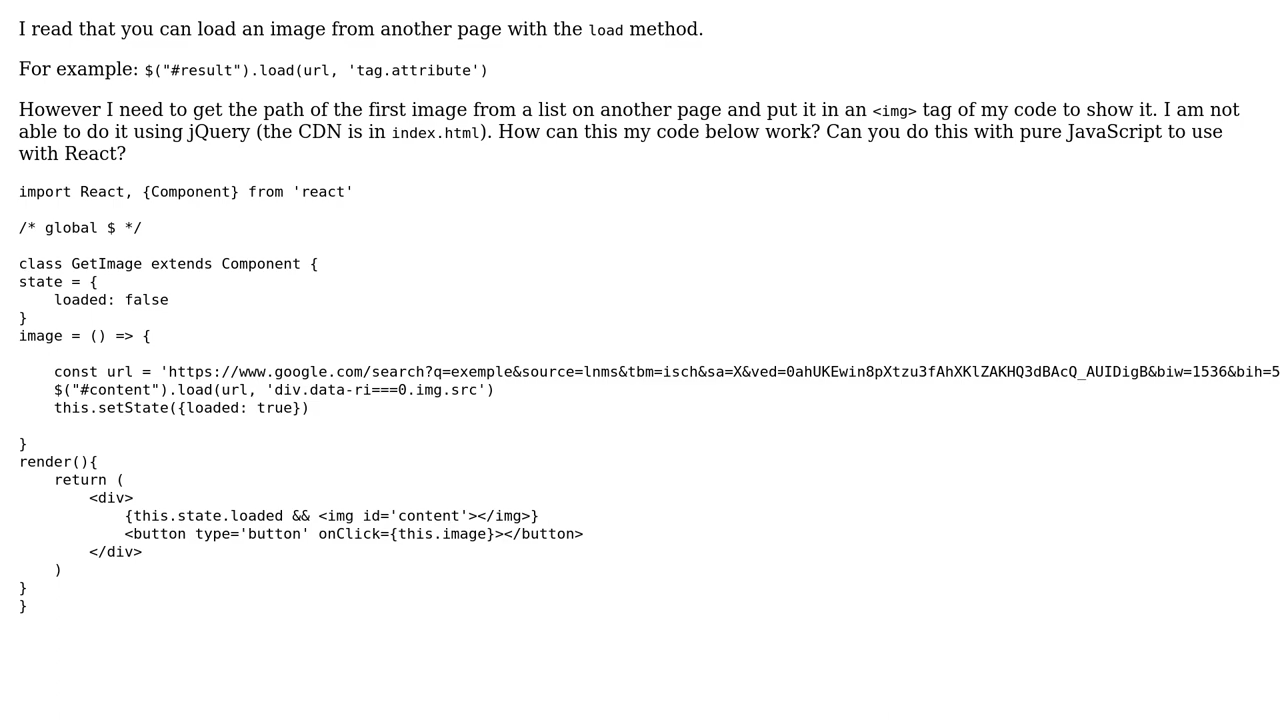 I read that you can load an image from another page with the load method.
For example: $("#result").load(url, 'tag.attribute')
However I need to get the path of the first image from a list on another page and put it in an <img> tag of my code to show it. I am not
able to do it using jQuery (the CDN is in index.html). How can this my code below work? Can you do this with pure JavaScript to use
with React?
import React, {Component} from 'react'
/* global $ */
class GetImage extends Component {
state = {
    loaded: false
}
image = () => {
    const url = 'https://www.google.com/search?q=exemple&source=lnms&tbm=isch&sa=X&ved=0ahUKEwin8pXtzu3fAhXKlZAKHQ3dBAcQ_AUIDigB&biw=1536&bih=5
    $("#content").load(url, 'div.data-ri===0.img.src')
    this.setState({loaded: true})
}
render(){
    return (
        <div>
            {this.state.loaded && <img id='content'></img>}
            <button type='button' onClick={this.image}></button>
        </div>
    )
}
}